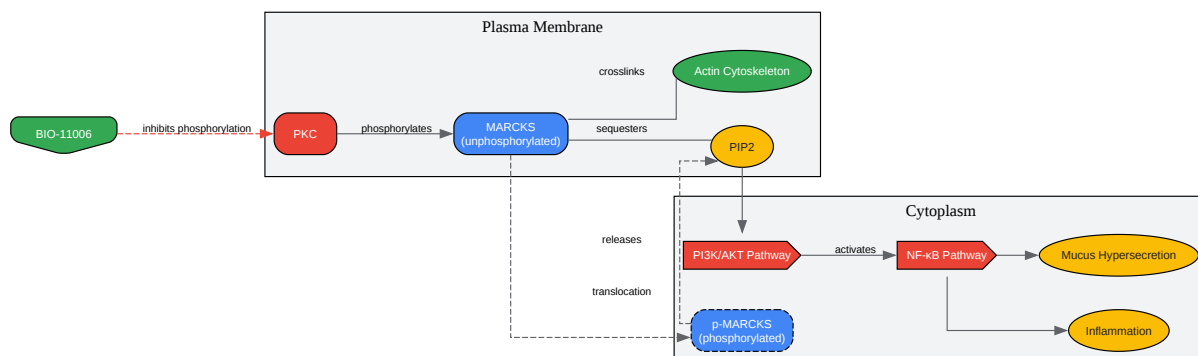 Plasma Membrane
crosslinks
Actin Cytoskeleton
BIO-11006
inhibits phosphorylation
PKC
phosphorylates
MARCKS
(unphosphorylated)
sequesters
PIP2
Cytoplasm
releases
PI3K/AKT Pathway
activates
NF-κB Pathway
Mucus Hypersecretion
translocation
p-MARCKS
(phosphorylated)
Inflammation